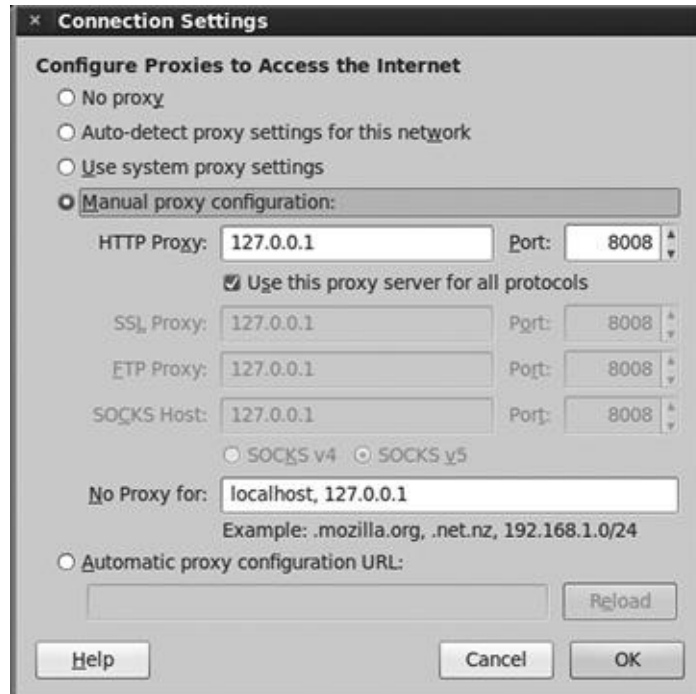 × Connection Settings
Configure Proxies to Access the Internet
No proxy
Auto-detect proxy settings for this network
Use system proxy settings
Manual proxy configuration:
HTTP Proxy: 127.0.0.1 Port: 8008
Use this proxy server for all protocols
SSL Proxy: 127.0.0.1 Port: 8008
FTP Proxy: 127.0.0.1 Port: 8008
SOCKS Host: 127.0.0.1 Port: 8008
SOCKS v4 SOCKS v5
No Proxy for: localhost, 127.0.0.1
Example: .mozilla.org, .net.nz, 192.168.1.0/24
Automatic proxy configuration URL:
Reload
Help Cancel OK